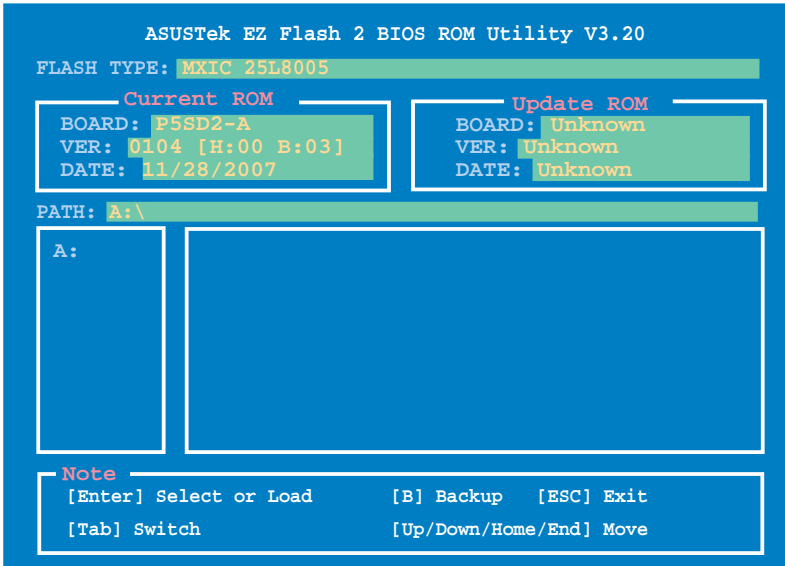 ASUSTek EZ Flash 2 BIOS ROM Utility V3.20
FLASH TYPE: MXIC 25L8005
Current ROM
BOARD: P5SD2-A
VER: 0104 [H:00 B:03]
DATE: 11/28/2007
Update ROM
BOARD: Unknown
VER: Unknown
DATE: Unknown
PATH: A:\
A:
Note
[Enter] Select or Load [B] Backup [ESC] Exit
[Tab] Switch [Up/Down/Home/End] Move